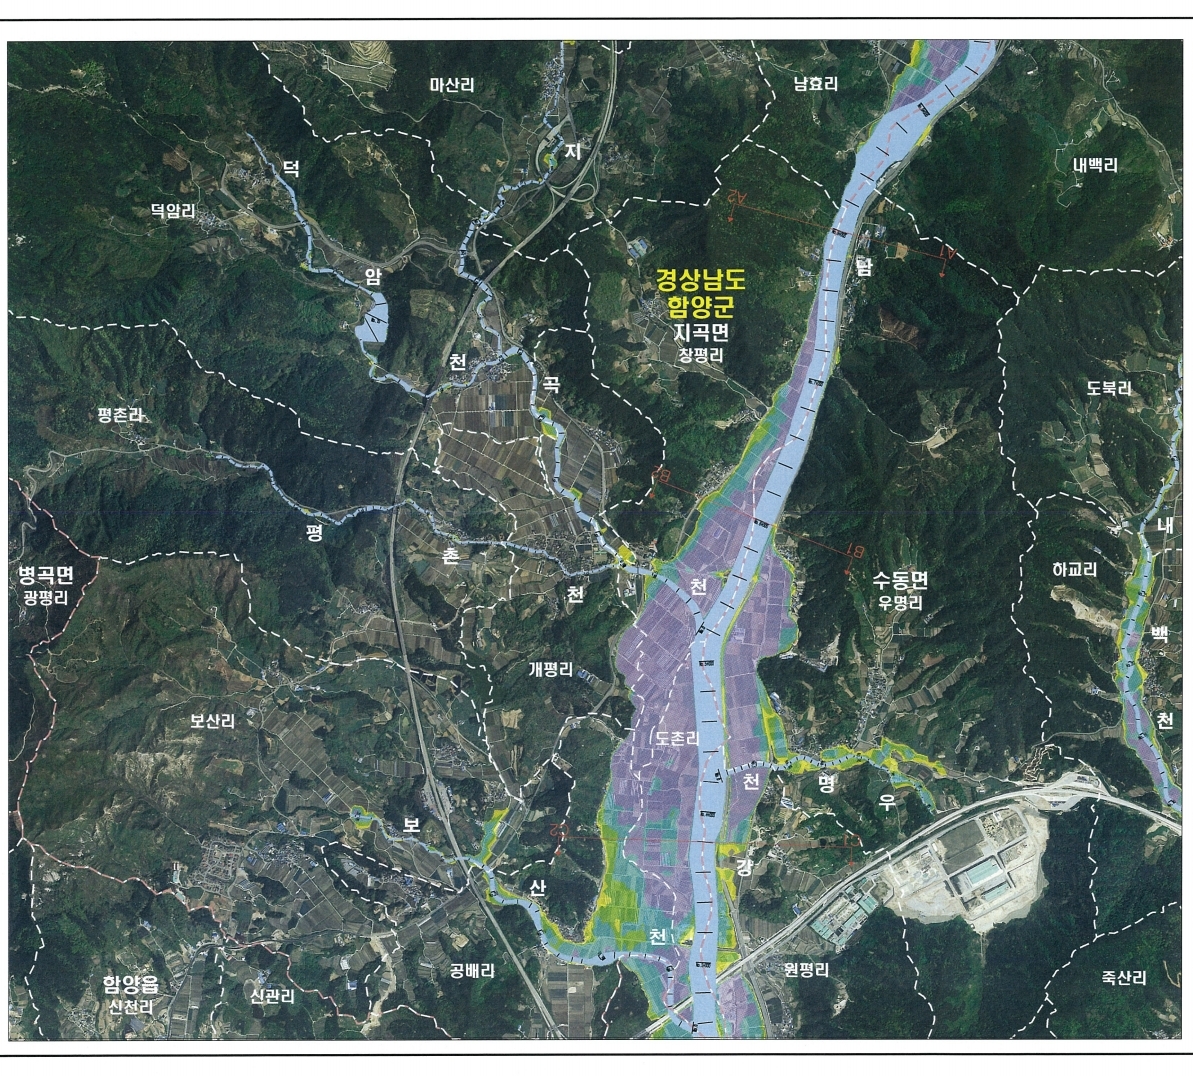 마산리
남효리
지
내백리
덕
덕암리
A2
A1
남
암
경상남도
함양군
지곡면
창평리
천
곡
도북리
평촌리
B2
평
촌
천
B1
내
하교리
병곡면
광평리
수동면
우명리
천
백
개평리
보산리
도촌리
천
천
명
우
보
C2
강
산
천
원평리
공배리
함양읍
신천리
신관리
죽산리